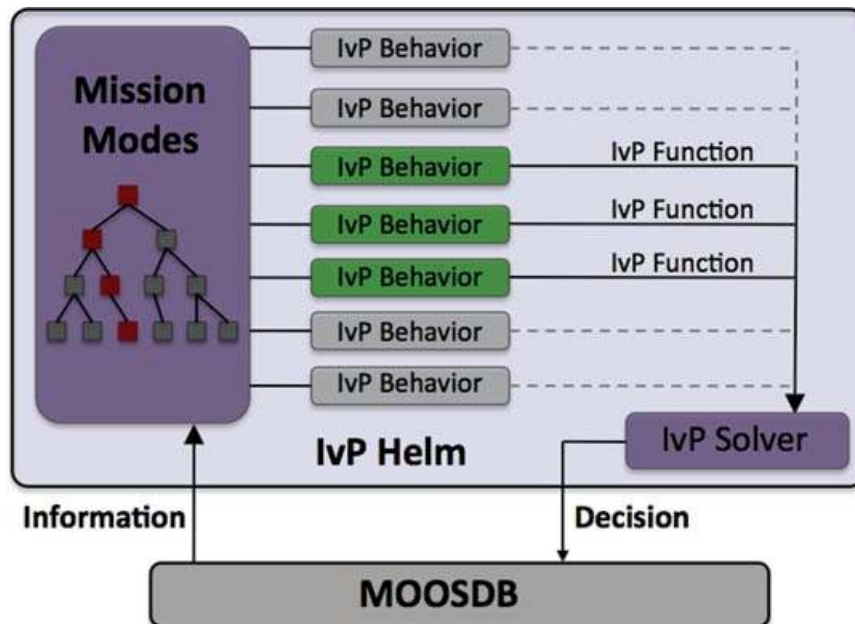 Mission
Modes
IvP Behavior
IvP Behavior
IvP Behavior
IvP Function
IvP Behavior
IvP Function
IvP Behavior
IvP Function
IvP Behavior
IvP Behavior
IvP Helm
IvP Solver
Information
Decision
MOOSDB